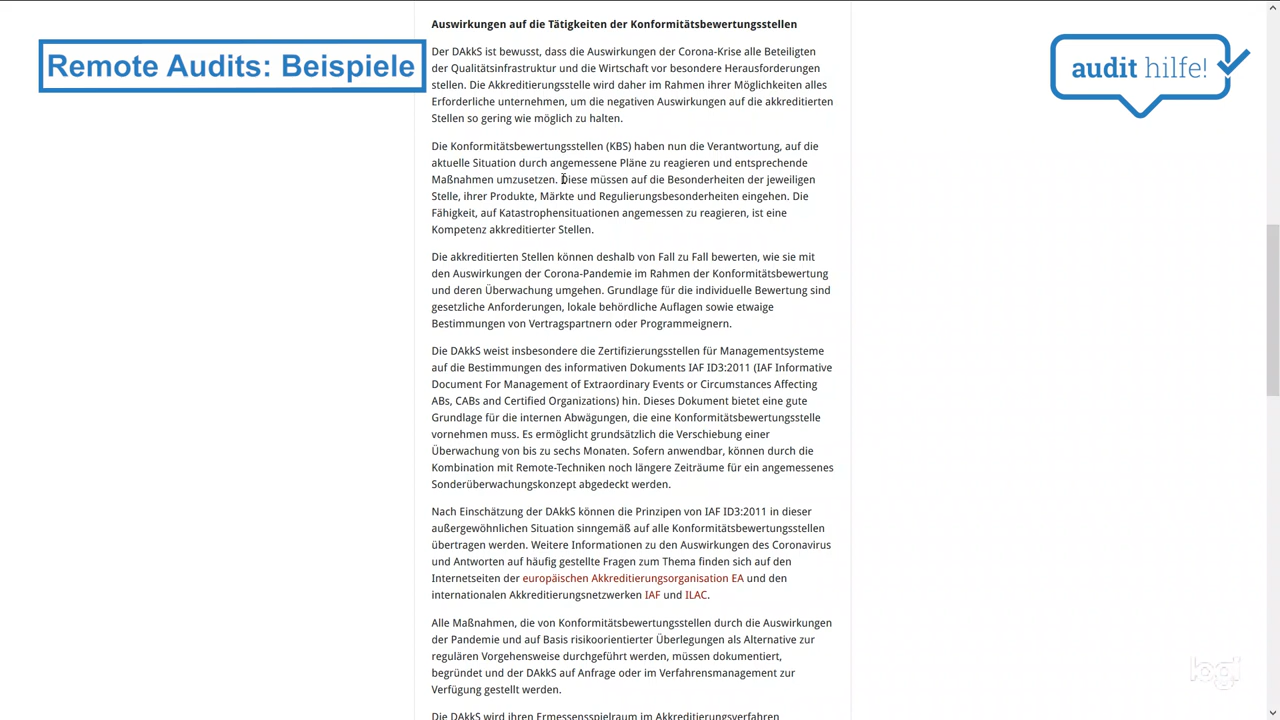 Auswirkungen auf die Tätigkeiten der Konformitätsbewertungsstellen
Remote Audits: Beispiele
audit hilfe!
Der DAkkS ist bewusst, dass die Auswirkungen der Corona-Krise alle Beteiligten
der Qualitätsinfrastruktur und die Wirtschaft vor besondere Herausforderungen
stellen. Die Akkreditierungsstelle wird daher im Rahmen ihrer Möglichkeiten alles
Erforderliche unternehmen, um die negativen Auswirkungen auf die akkreditierten
Stellen so gering wie möglich zu halten.
Die Konformitätsbewertungsstellen (KBS) haben nun die Verantwortung, auf die
aktuelle Situation durch angemessene Pläne zu reagieren und entsprechende
Maßnahmen umzusetzen. Diese müssen auf die Besonderheiten der jeweiligen
Stelle, ihrer Produkte, Märkte und Regulierungsbesonderheiten eingehen. Die
Fähigkeit, auf Katastrophensituationen angemessen zu reagieren, ist eine
Kompetenz akkreditierter Stellen.
Die akkreditierten Stellen können deshalb von Fall zu Fall bewerten, wie sie mit
den Auswirkungen der Corona-Pandemie im Rahmen der Konformitätsbewertung
und deren Überwachung umgehen. Grundlage für die individuelle Bewertung sind
gesetzliche Anforderungen, lokale behördliche Auflagen sowie etwaige
Bestimmungen von Vertragspartnern oder Programmeignern.
Die DAkkS weist insbesondere die Zertifizierungsstellen für Managementsysteme
auf die Bestimmungen des informativen Dokuments IAF ID3:2011 (IAF Informative
Document For Management of Extraordinary Events or Circumstances Affecting
ABs, CABs and Certified Organizations) hin. Dieses Dokument bietet eine gute
Grundlage für die internen Abwägungen, die eine Konformitätsbewertungsstelle
vornehmen muss. Es ermöglicht grundsätzlich die Verschiebung einer
Überwachung von bis zu sechs Monaten. Sofern anwendbar, können durch die
Kombination mit Remote-Techniken noch längere Zeiträume für ein angemessenes
Sonderüberwachungskonzept abgedeckt werden.
Nach Einschätzung der DAkkS können die Prinzipen von IAF ID3:2011 in dieser
außergewöhnlichen Situation sinngemäß auf alle Konformitätsbewertungsstellen
übertragen werden. Weitere Informationen zu den Auswirkungen des Coronavirus
und Antworten auf häufig gestellte Fragen zum Thema finden sich auf den
Internetseiten der europäischen Akkreditierungsorganisation EA und den
internationalen Akkreditierungsnetzwerken IAF und ILAC.
Alle Maßnahmen, die von Konformitätsbewertungsstellen durch die Auswirkungen
der Pandemie und auf Basis risikoorientierter Überlegungen als Alternative zur
regulären Vorgehensweise durchgeführt werden, müssen dokumentiert,
begründet und der DAkkS auf Anfrage oder im Verfahrensmanagement zur
Verfügung gestellt werden.
logi
Die DAkkS wird ihren Ermessensspielraum im Akkreditierungsverfahren